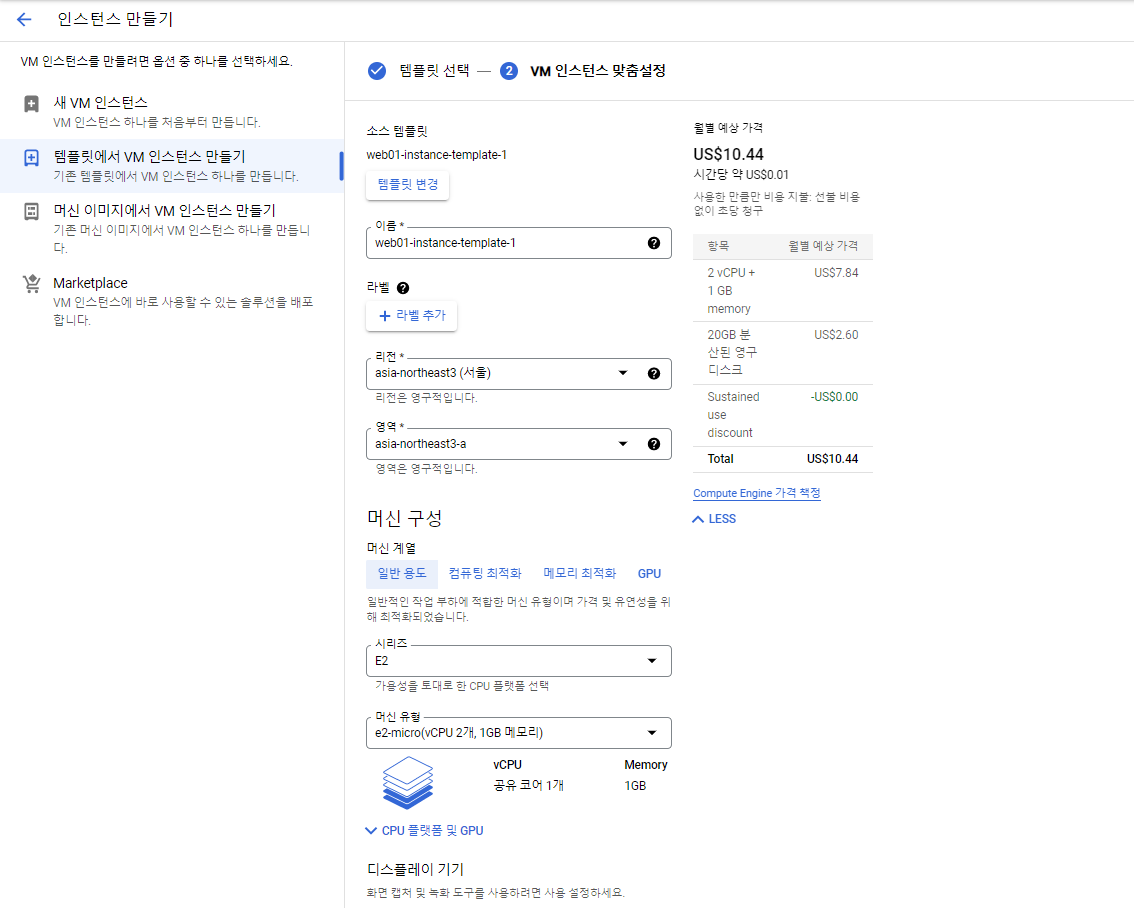 인스턴스 만들기
VM 인스턴스를 만들려면 옵션 중 하나를 선택하세요.
새 VM 인스턴스
VM 인스턴스 하나를 처음부터 만듭니다.
템플릿에서 VM 인스턴스 만들기
기존 템플릿에서 VM 인스턴스 하나를 만듭니다.
머신 이미지에서 VM 인스턴스 만들기
기존 머신 이미지에서 VM 인스턴스 하나를 만듭니
다.
Marketplace
VM 인스턴스에 바로 사용할 수 있는 솔루션을 배포
합니다.
템플릿 선택 — 2 VM 인스턴스 맞춤설정
소스 템플릿
web01-instance-template-1
템플릿 변경
이름 *
web01-instance-template-1
라벨
라벨 추가
리전 *
asia-northeast3 (서울)
리전은 영구적입니다.
영역 *
asia-northeast3-a
영역은 영구적입니다.
머신 구성
머신 계열
일반 용도 컴퓨팅 최적화 메모리 최적화 GPU
일반적인 작업 부하에 적합한 머신 유형이며 가격 및 유연성을 위
해 최적화되었습니다.
시리즈
E2
가용성을 토대로 한 CPU 플랫폼 선택
머신 유형
e2-micro(vCPU 2개, 1GB 메모리)
vCPU Memory
공유 코어 1개 1GB
CPU 플랫폼 및 GPU
디스플레이 기기
화면 캡처 및 녹화 도구를 사용하려면 사용 설정하세요.
월별 예상 가격
US$10.44
시간당 약 US$0.01
사용한 만큼만 비용 지불: 선불 비용
없이 초당 청구
항목 월별 예상 가격
2 vCPU + US$7.84
1 GB
memory
20GB 분 US$2.60
산된 영구
디스크
Sustained -US$0.00
use
discount
Total US$10.44
Compute Engine 가격 책정
LESS